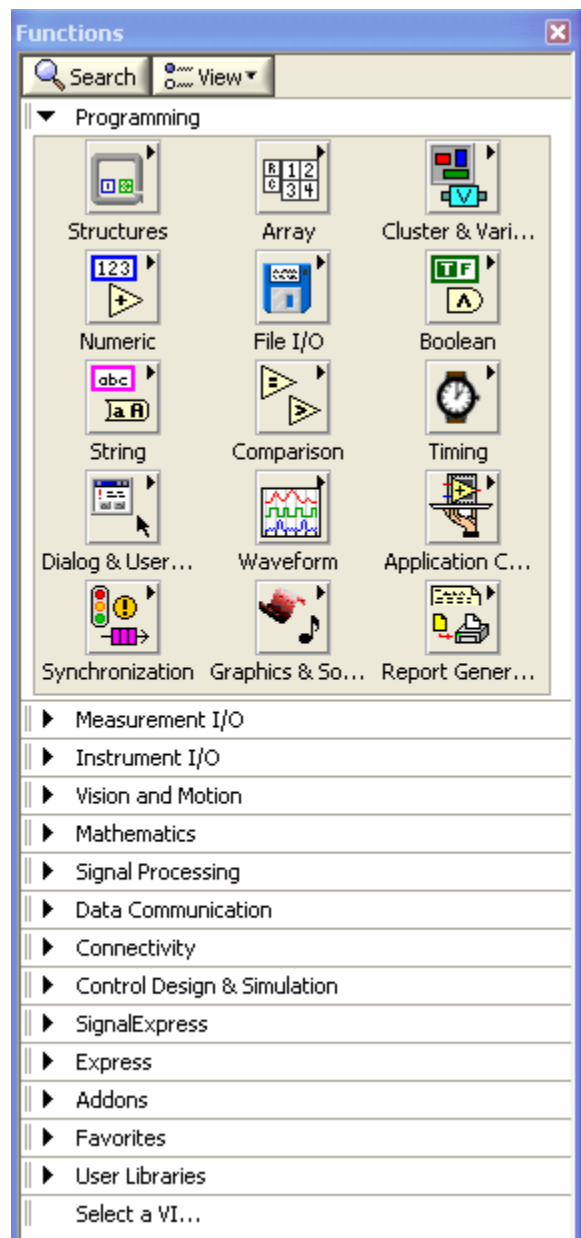 Functions
Search View
Programming
Structures Array Cluster & Vari...
123
Numeric File I/O Boolean
abc
String Comparison Timing
Dialog & User... Waveform Application C...
Synchronization Graphics & So... Report Gener...
Measurement I/O
Instrument I/O
Vision and Motion
Mathematics
Signal Processing
Data Communication
Connectivity
Control Design & Simulation
SignalExpress
Express
Addons
Favorites
User Libraries
Select a VI...